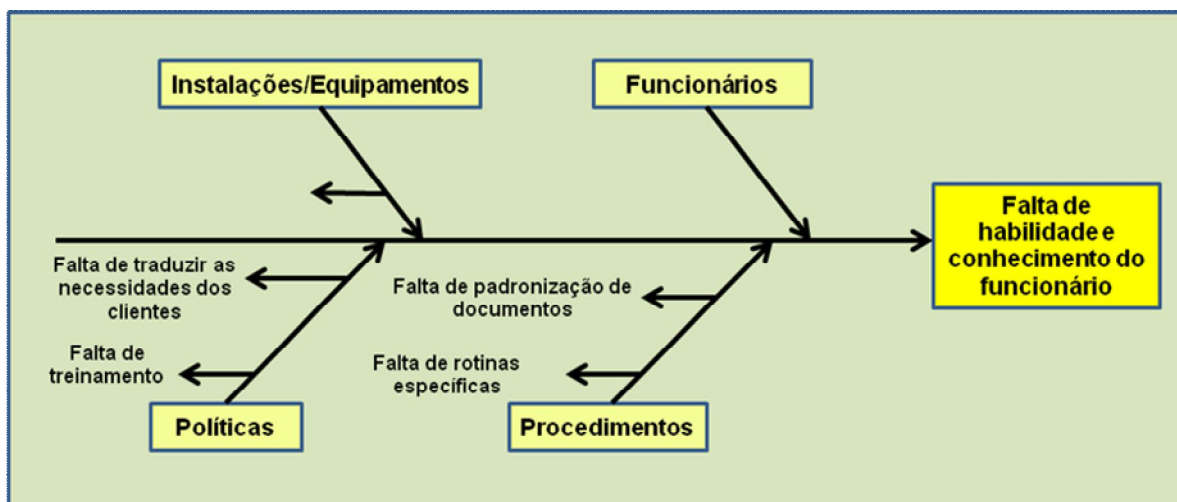 Instalações/Equipamentos
Funcionários
Falta de
habilidade e
conhecimento do
funcionário
Falta de traduzir as
necessidades dos
clientes
Falta de padronização de
documentos
Falta de
treinamento
Falta de rotinas
específicas
Políticas
Procedimentos